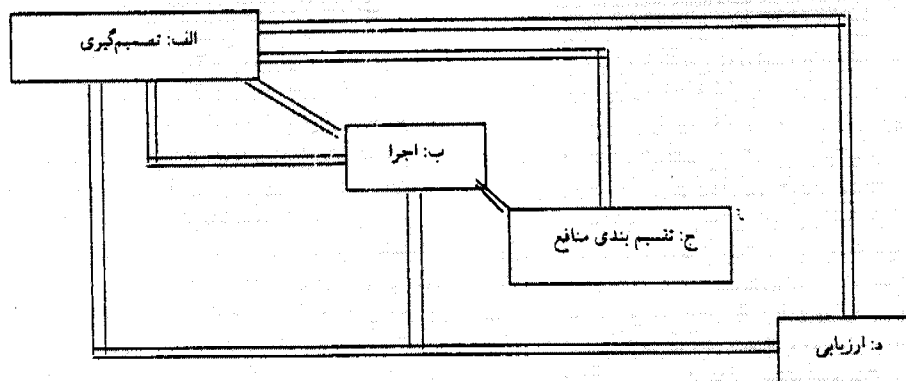 الف: تصمیم‌گیری
ب: اجرا
ج: تقسیم بندی منافع
د: ارزیابی